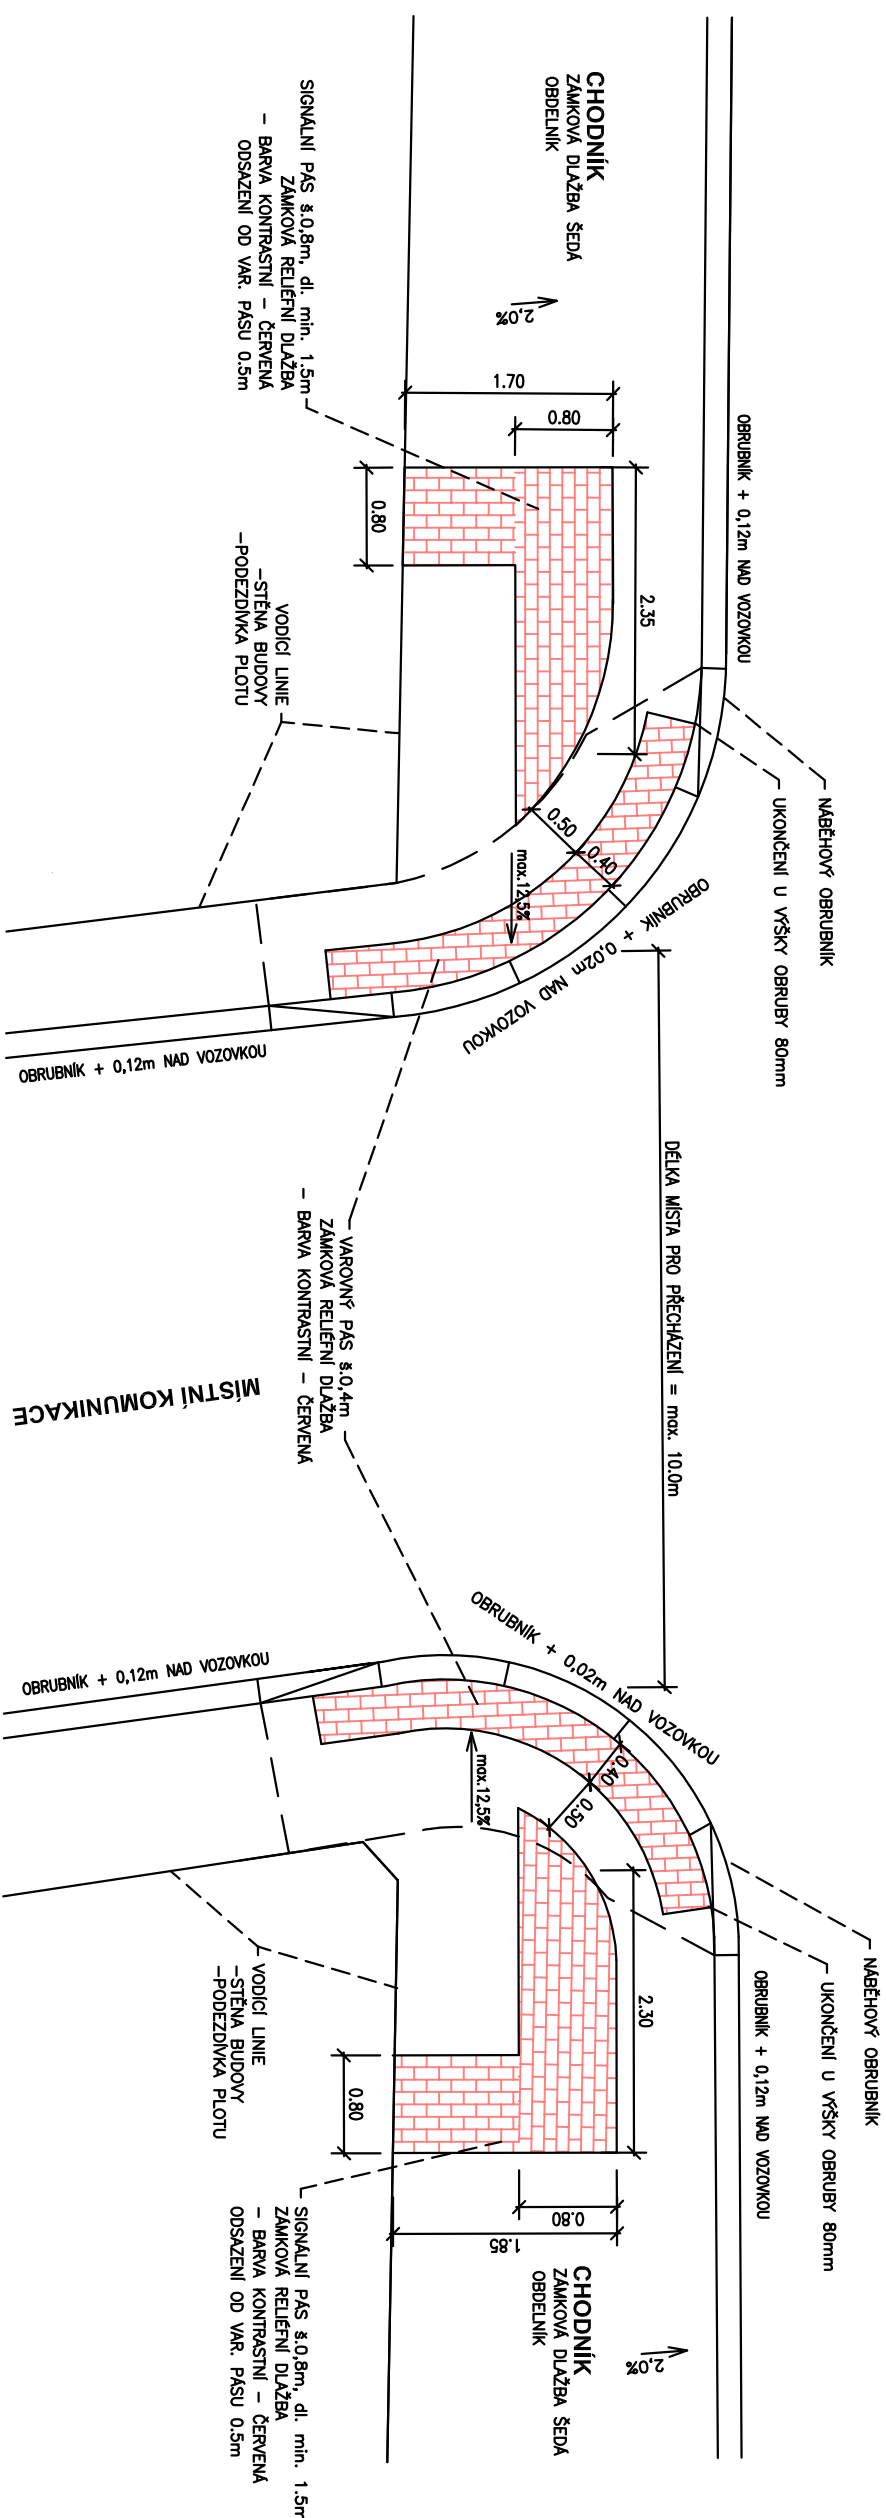 CHODNÍK
ZÁMKOVÁ DLAŽBA ŠEDÁ
OBDELNÍK
SIGNÁLNÍ PÁS š.0,8m, dl. min. 1.5m
ZÁMKOVÁ RELIÉFNÍ DLAŽBA
– BARVA KONTRASTNÍ – ČERVENÁ
ODSAZENÍ OD VAR. PÁSU 0.5m
2,0%
1.70
0.80
0.80
2.35
OBRUBNÍK + 0,12m NAD VOZOVKOU
VODÍCÍ LINIE
–STĚNA BUDOVY
–PODEZDÍVKA PLOTU
NÁBĚHOVÝ OBRUBNÍK
UKONČENÍ U VÝŠKY OBRUBY 80mm
0.50
0.40
max.12,5%
OBRUBNÍK + 0,02m NAD VOZOVKOU
OBRUBNÍK + 0,12m NAD VOZOVKOU
DÉLKA MÍSTA PRO PŘECHÁZENÍ = max. 10.0m
VAROVNÝ PÁS š.0,4m
ZÁMKOVÁ RELIÉFNÍ DLAŽBA
– BARVA KONTRASTNÍ – ČERVENÁ
MÍSTNÍ KOMUNIKACE
OBRUBNÍK + 0,02m NAD VOZOVKOU
OBRUBNÍK + 0,12m NAD VOZOVKOU
0.40
0.50
max.12,5%
NÁBĚHOVÝ OBRUBNÍK
UKONČENÍ U VÝŠKY OBRUBY 80mm
OBRUBNÍK + 0,12m NAD VOZOVKOU
2.30
VODÍCÍ LINIE
–STĚNA BUDOVY
–PODEZDÍVKA PLOTU
0.80
0.80
1.85
SIGNÁLNÍ PÁS š.0,8m, dl. min. 1.5m
ZÁMKOVÁ RELIÉFNÍ DLAŽBA
– BARVA KONTRASTNÍ – ČERVENÁ
ODSAZENÍ OD VAR. PÁSU 0.5m
CHODNÍK
ZÁMKOVÁ DLAŽBA ŠEDÁ
OBDELNÍK
2,0%